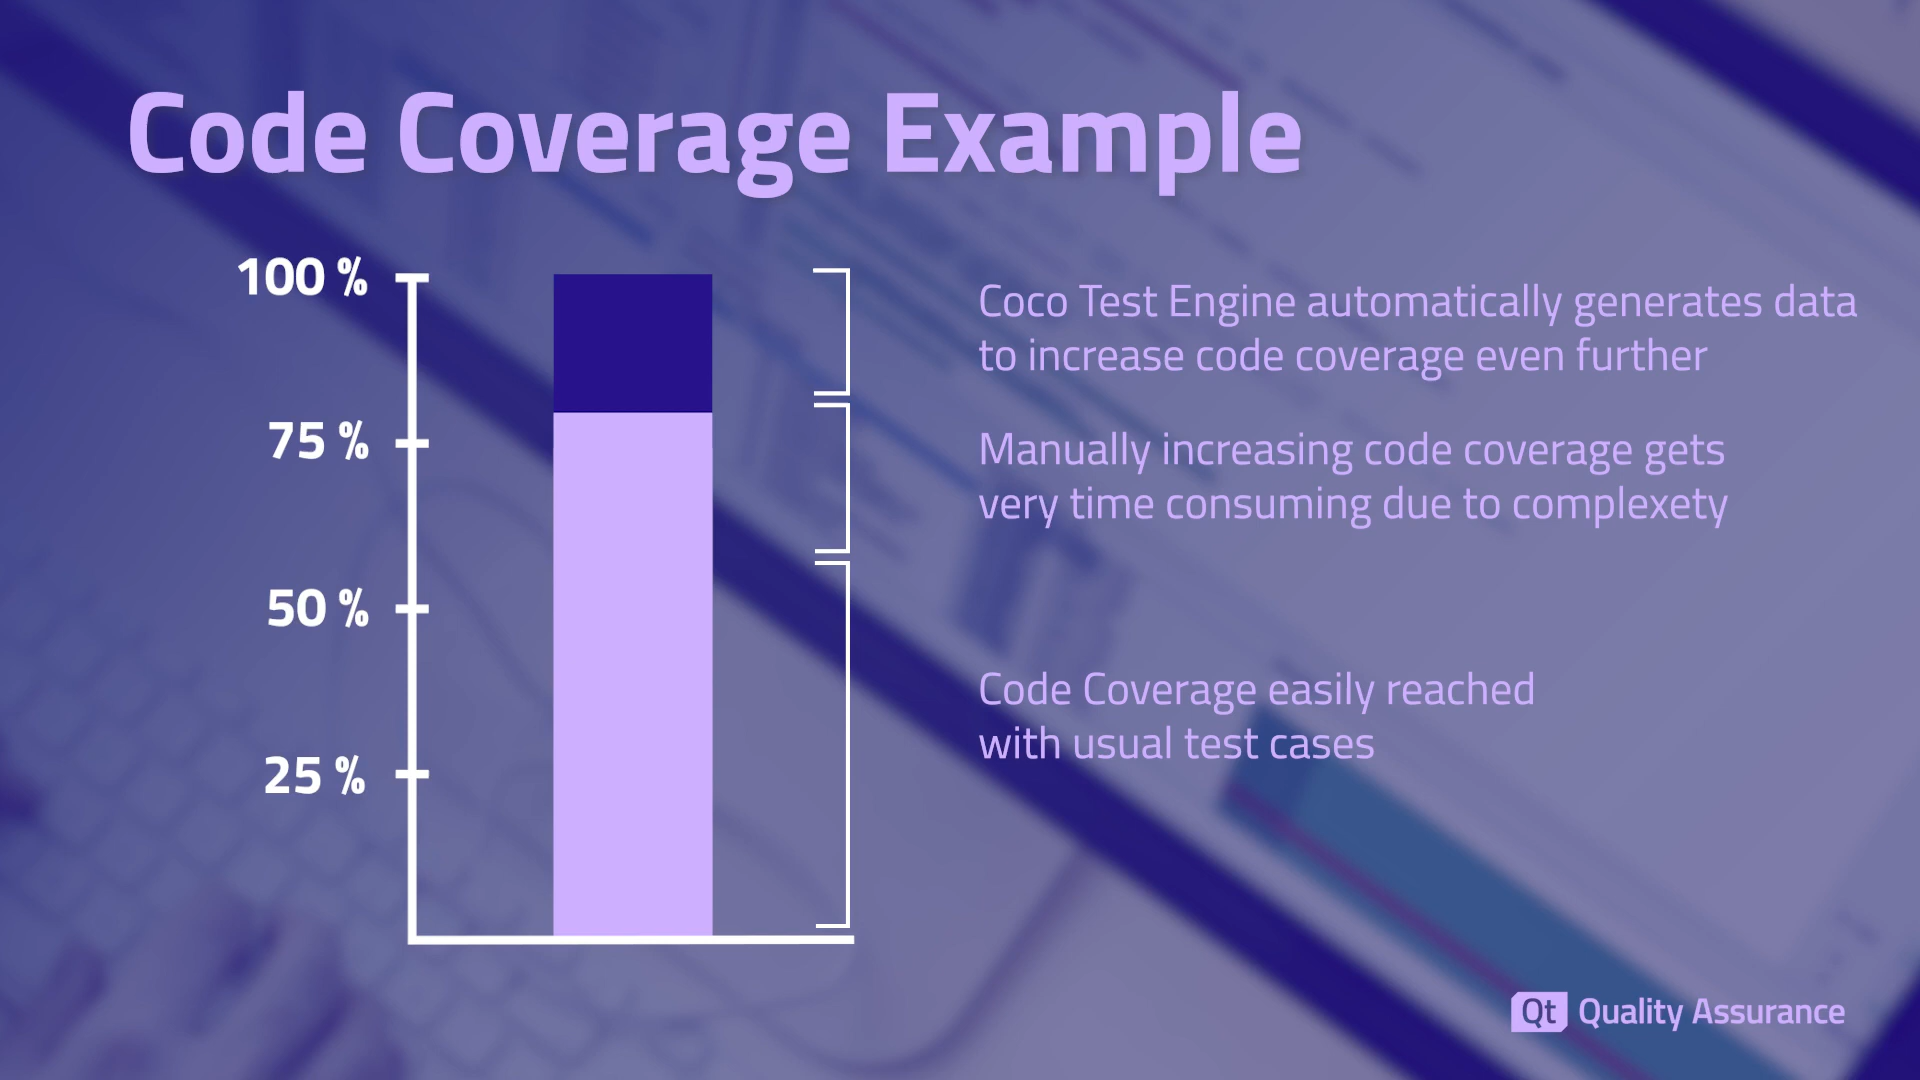 Code Coverage Example
100 %
75 %
50 %
25 %
Coco Test Engine automatically generates data
to increase code coverage even further
Manually increasing code coverage gets
very time consuming due to complexety
Code Coverage easily reached
with usual test cases
Qt Quality Assurance